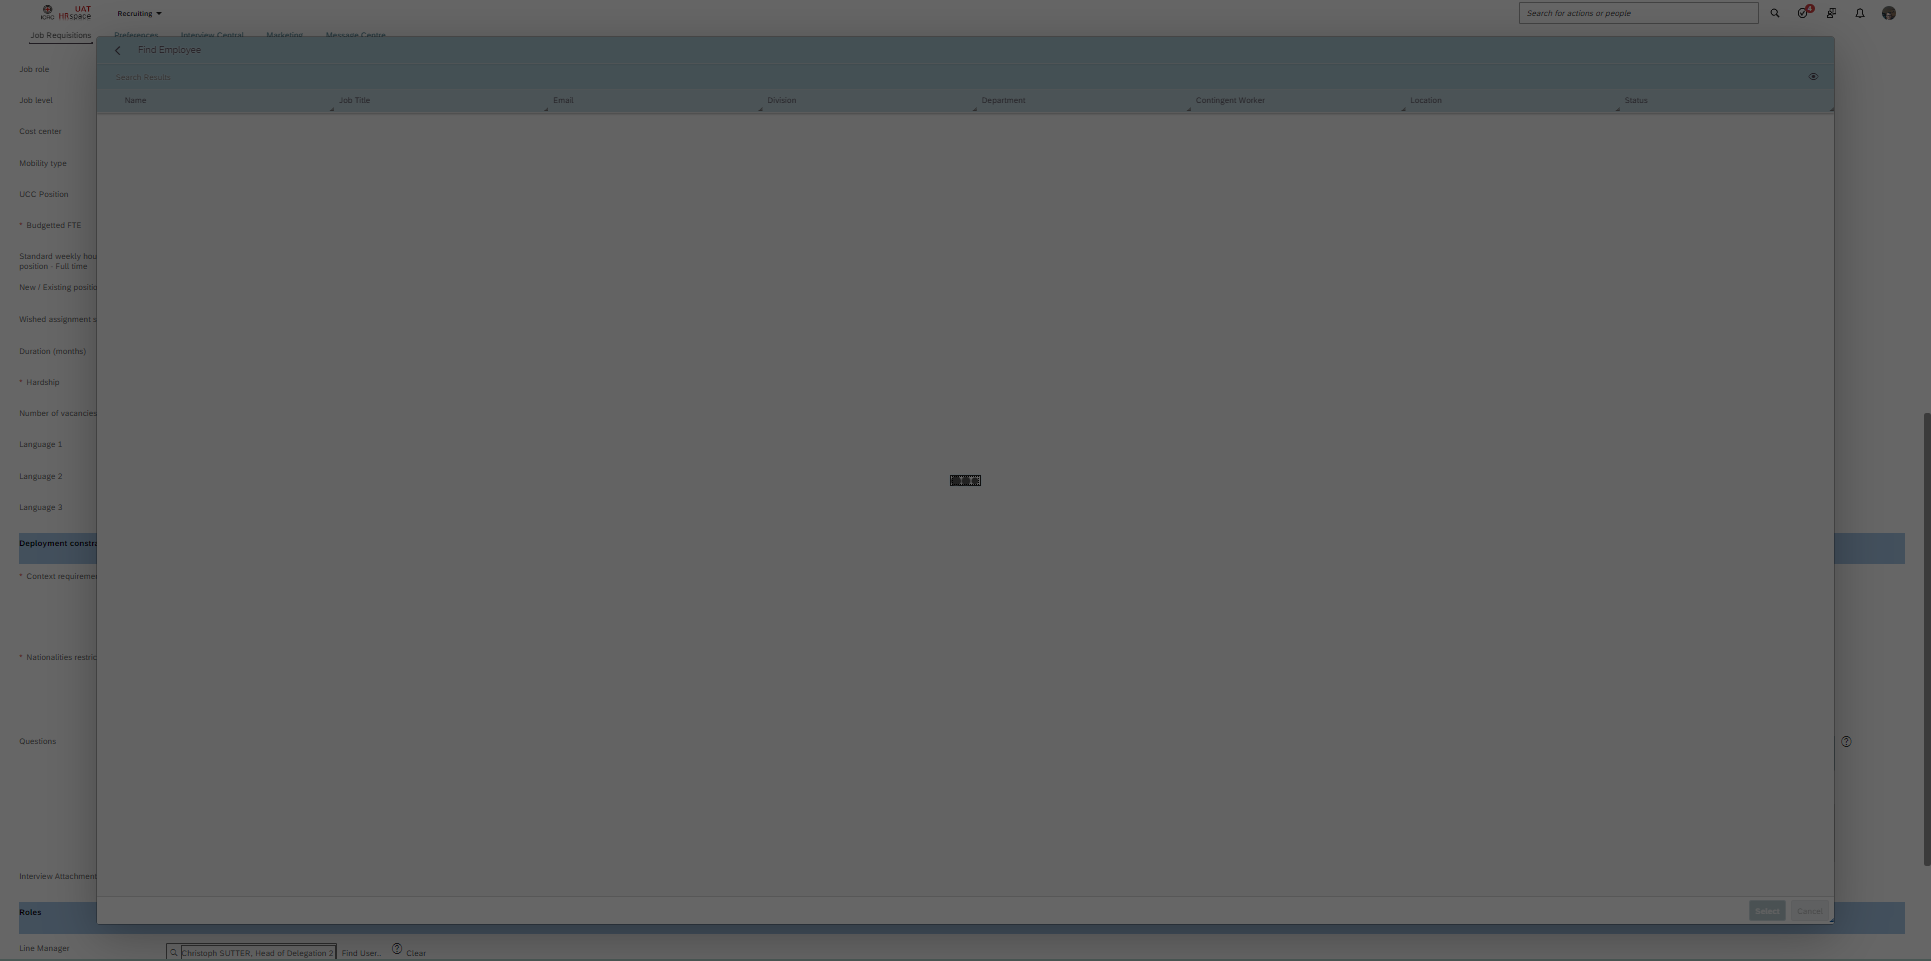 UAT
ICRC HRspace
Recruiting
Search for actions or people
4
Job Requisitions
Preferences
Interview Central
Marketing
Message Centre
Find Employee
Search Results
Name
Job Title
Email
Division
Department
Contingent Worker
Location
Status
Job role
Job level
Cost center
Mobility type
UCC Position
* Budgetted FTE
Standard weekly hou
position - Full time
New / Existing positio
Wished assignment s
Duration (months)
* Hardship
Number of vacancies
Language 1
Language 2
Language 3
Deployment constra
* Context requireme
* Nationalities restric
Questions
Interview Attachment
Select
Cancel
Roles
Line Manager
Christoph SUTTER, Head of Delegation 2
Find User..
Clear